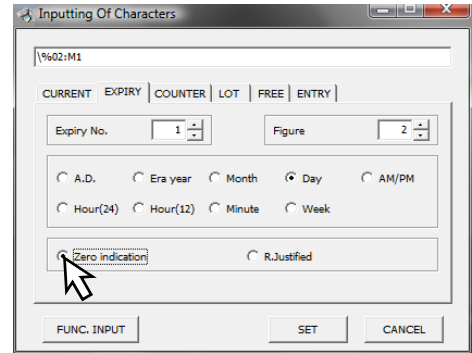 Inputting Of Characters
\%02:M1
CURRENT EXPIRY COUNTER LOT FREE ENTRY
Expiry No. 1 Figure 2
A.D. Era year Month Day AM/PM
Hour(24) Hour(12) Minute Week
Zero indication R.Justified
FUNC. INPUT SET CANCEL